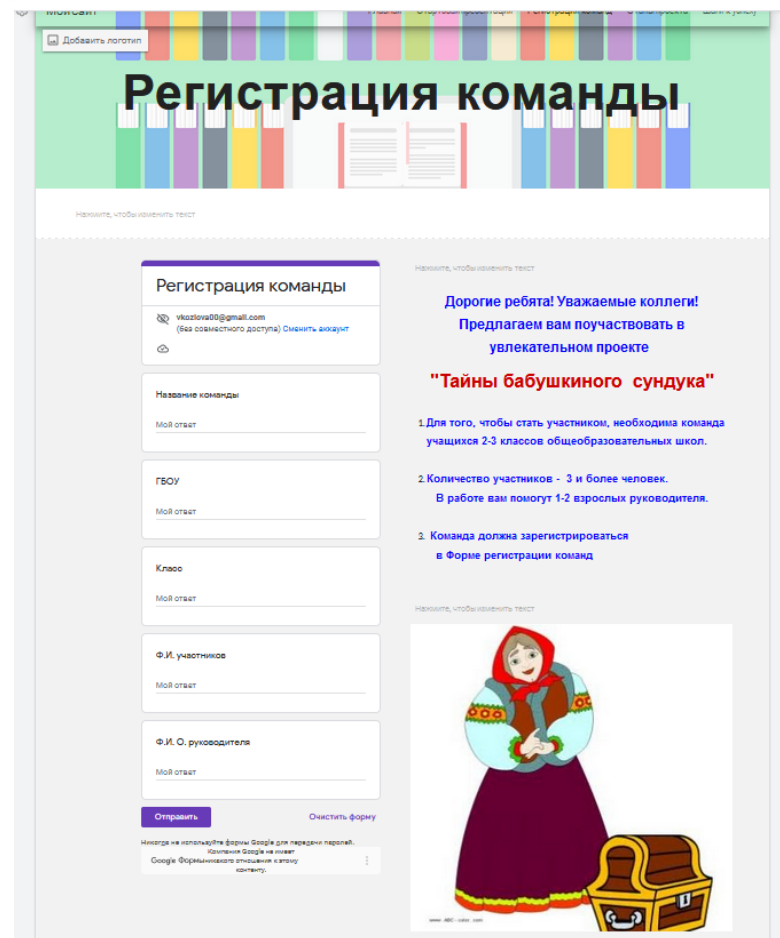 Мой сайт
Добавить логотип
Регистрация команды
Нажмите, чтобы изменить текст
Регистрация команды
vkozlova00@gmail.com
(без совместного доступа) Сменить аккаунт
Название команды
Мой ответ
ГБОУ
Мой ответ
Класс
Мой ответ
Ф.И. участников
Мой ответ
Ф.И. О. руководителя
Мой ответ
Отправить
Очистить форму
Никогда не используйте формы Google для передачи паролей.
Компания Google не имеет
Google Формы никакого отношения к этому
контенту.
Нажмите, чтобы изменить текст
Дорогие ребята! Уважаемые коллеги!
Предлагаем вам поучаствовать в
увлекательном проекте
"Тайны бабушкиного сундука"
1.Для того, чтобы стать участником, необходима команда
учащихся 2-3 классов общеобразовательных школ.
2.Количество участников - 3 и более человек.
В работе вам помогут 1-2 взрослых руководителя.
3. Команда должна зарегистрироваться
в Форме регистрации команд
Нажмите, чтобы изменить текст
www ABC-color com